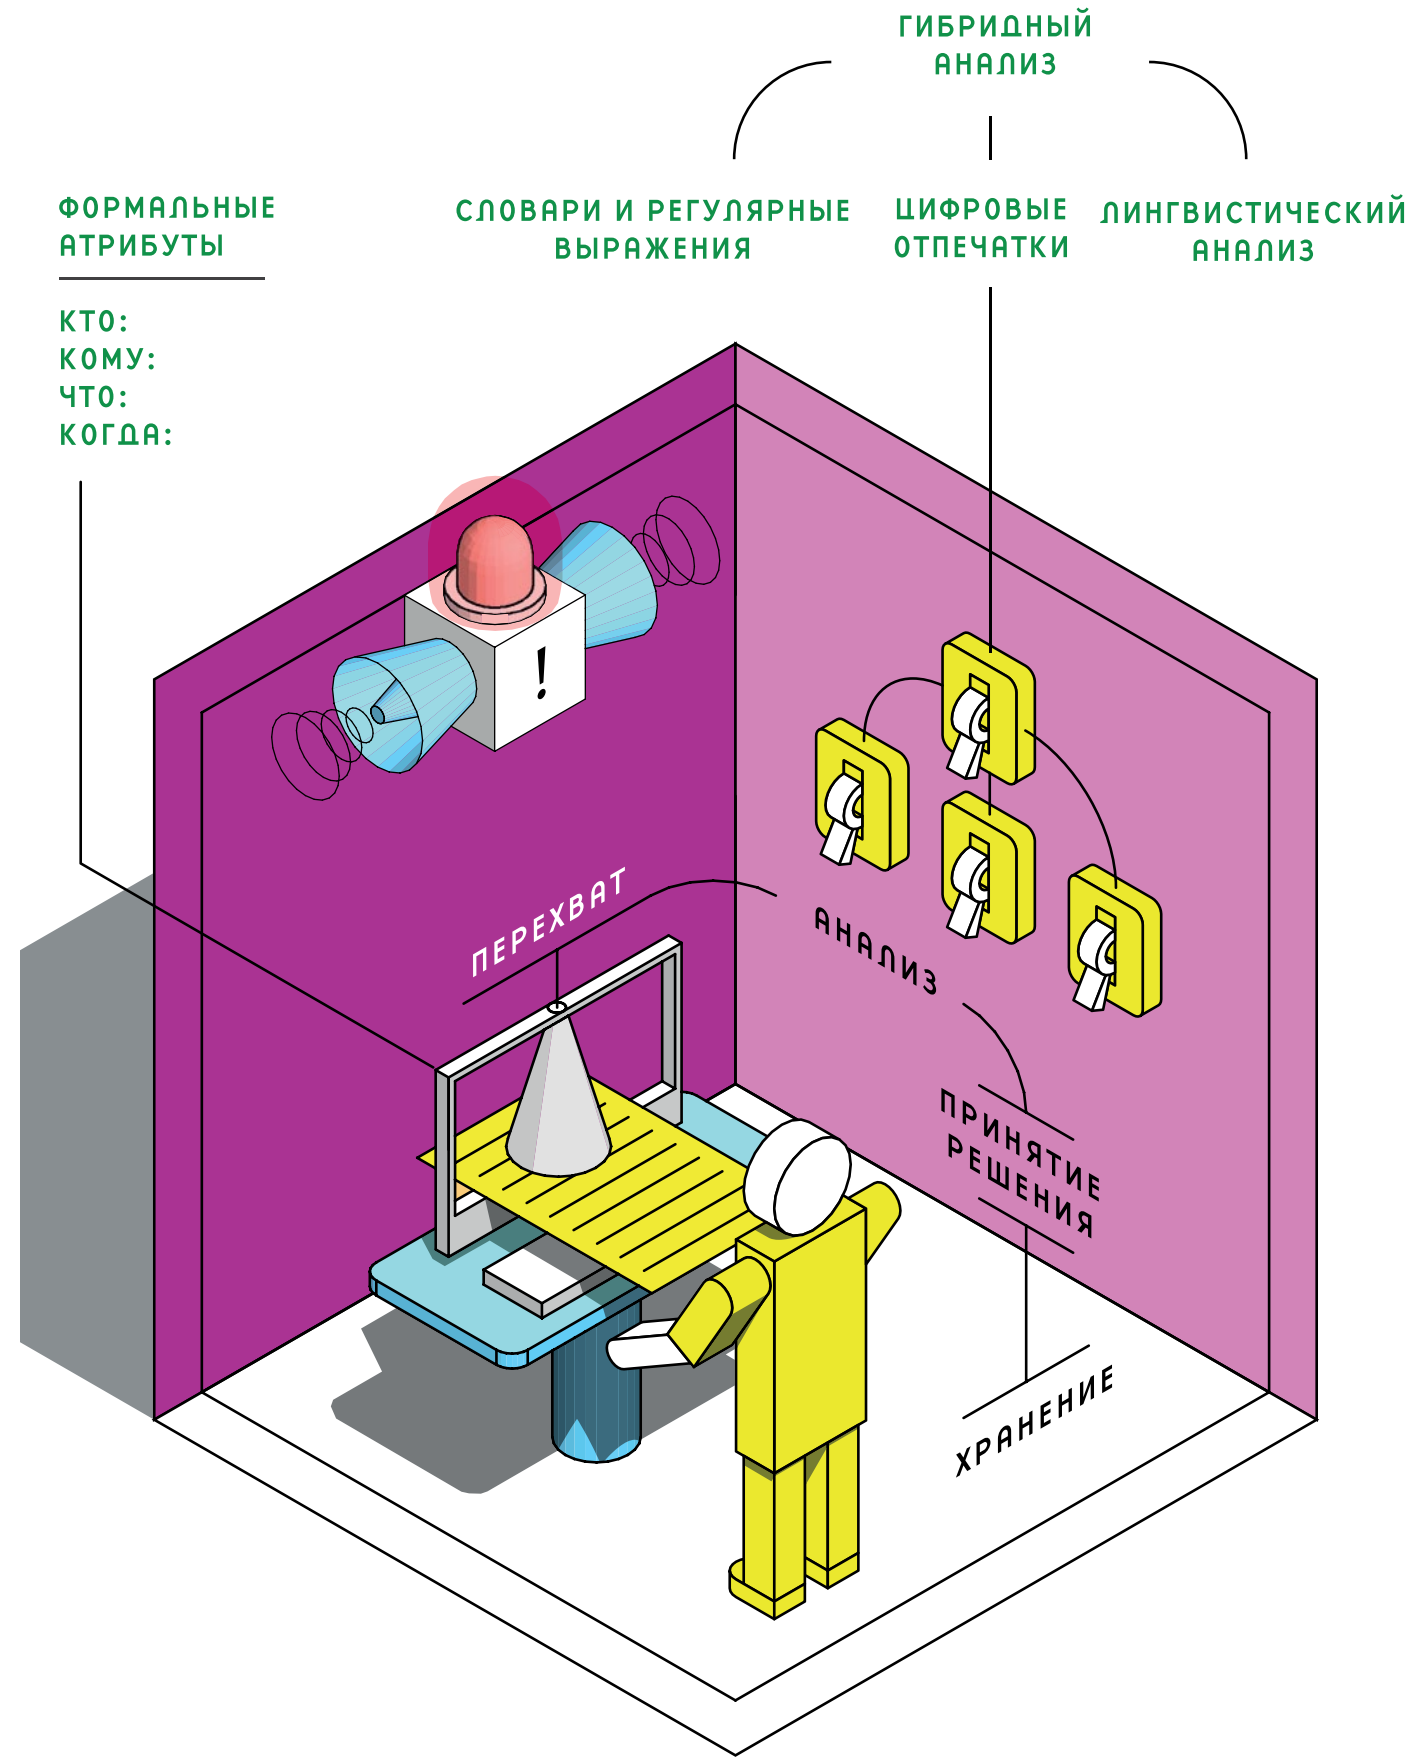 ГИБРИДНЫЙ
АНАЛИЗ
ФОРМАЛЬНЫЕ
АТРИБУТЫ
КТО:
КОМУ:
ЧТО:
КОГДА:
СЛОВАРИ И РЕГУЛЯРНЫЕ
ВЫРАЖЕНИЯ
ЦИФРОВЫЕ
ОТПЕЧАТКИ
ЛИНГВИСТИЧЕСКИЙ
АНАЛИЗ
!
ПЕРЕХВАТ
АНАЛИЗ
ПРИНЯТИЕ
РЕШЕНИЯ
ХРАНЕНИЕ